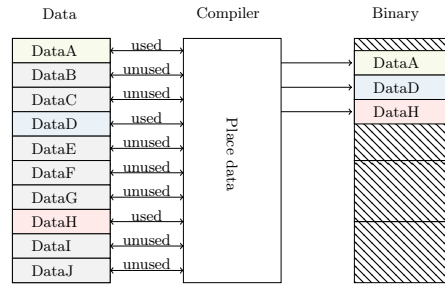 Data Compiler Binary
DataA used
DataB unused
DataC unused
DataD used
DataE unused
DataF unused
DataG unused
DataH used
DataI unused
DataJ unused
Place data
DataA
DataD
DataH